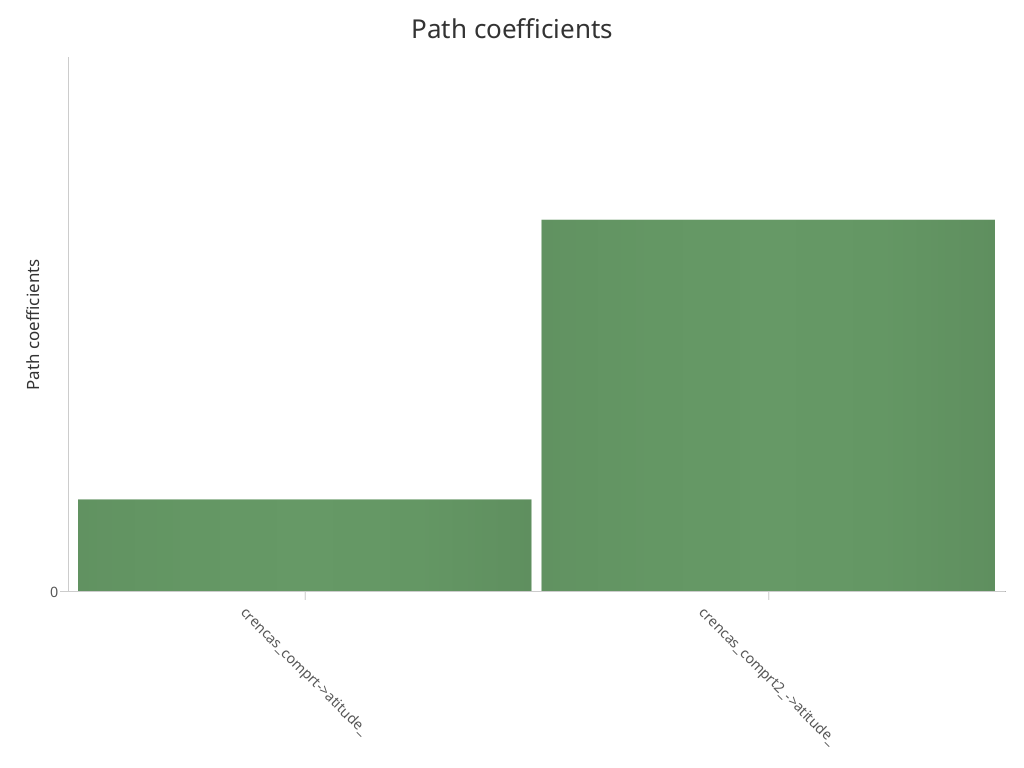 Path coefficients
Path coefficients
0
crencas_comprt->atitude_
crencas_comprt2_->atitude_